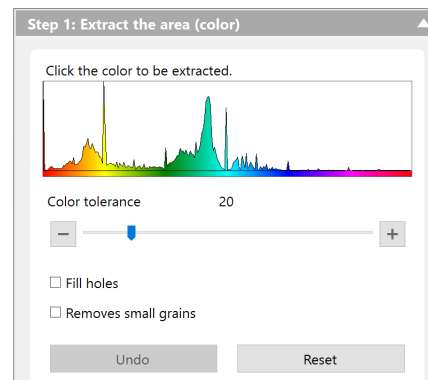 Step 1: Extract the area (color)
Click the color to be extracted.
Color tolerance 20
Fill holes
Removes small grains
Undo Reset